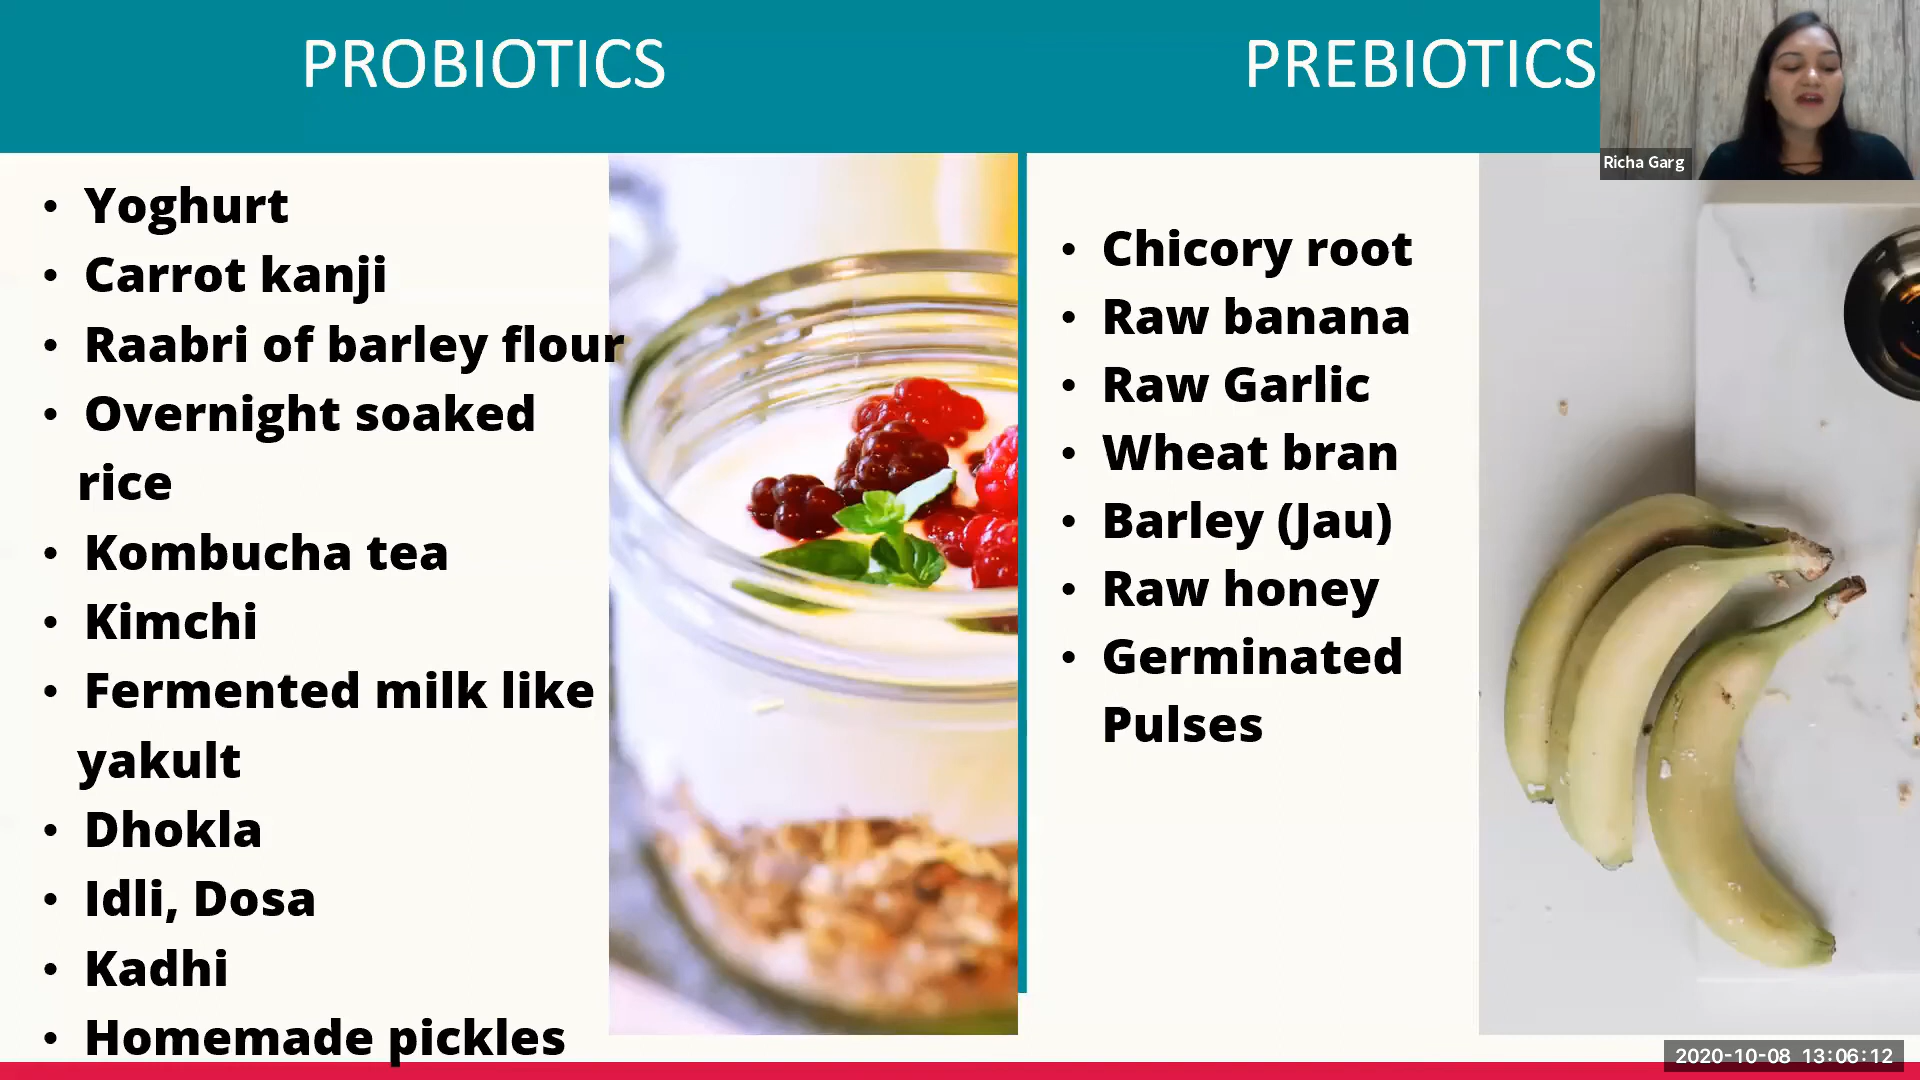 PROBIOTICS
PREBIOTICS
Richa Garg
• Yoghurt
• Carrot kanji
• Raabri of barley flour
• Overnight soaked
rice
• Kombucha tea
• Kimchi
• Fermented milk like
yakult
• Dhokla
• Idli, Dosa
• Kadhi
• Homemade pickles
• Chicory root
• Raw banana
• Raw Garlic
• Wheat bran
• Barley (Jau)
• Raw honey
• Germinated
Pulses
2020-10-08 13:06:12